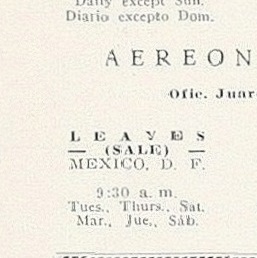 Daily except Sun.
Diario excepto Dom.
AEREON
Ofic. Juar
LEAVES
— (SALE) —
MEXICO, D. F.
9:30 a. m.
Tues., Thurs., Sat.
Mar., Jue., Sáb.